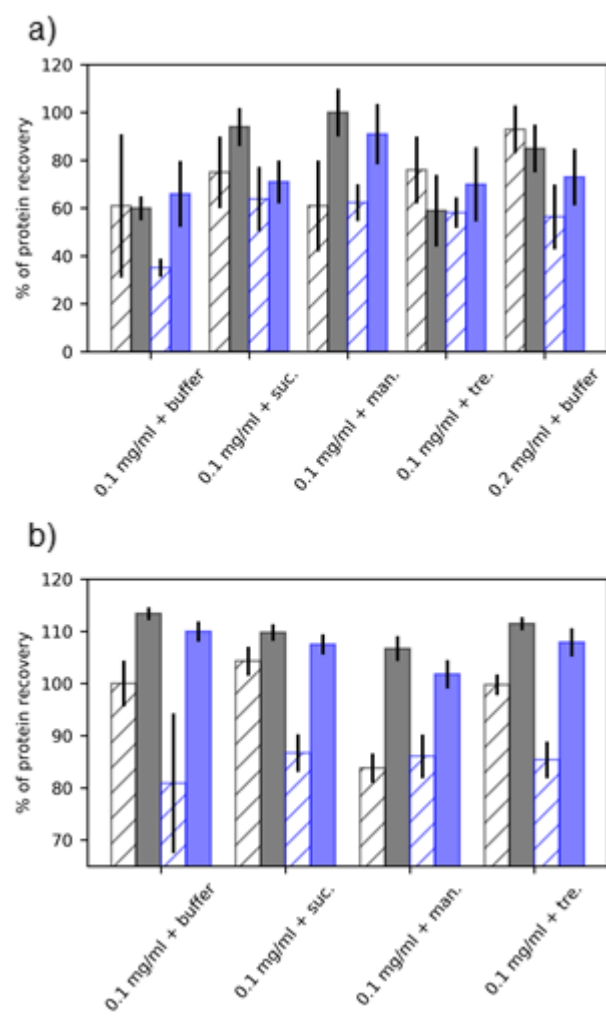 a)
120
100
80
60
40
20
0
% of protein recovery
0.1 mg/ml + buffer
0.1 mg/ml + suc.
0.1 mg/ml + man.
0.1 mg/ml + tre.
0.2 mg/ml + buffer
b)
120
110
100
90
80
70
% of protein recovery
0.1 mg/ml + buffer
0.1 mg/ml + suc.
0.1 mg/ml + man.
0.1 mg/ml + tre.